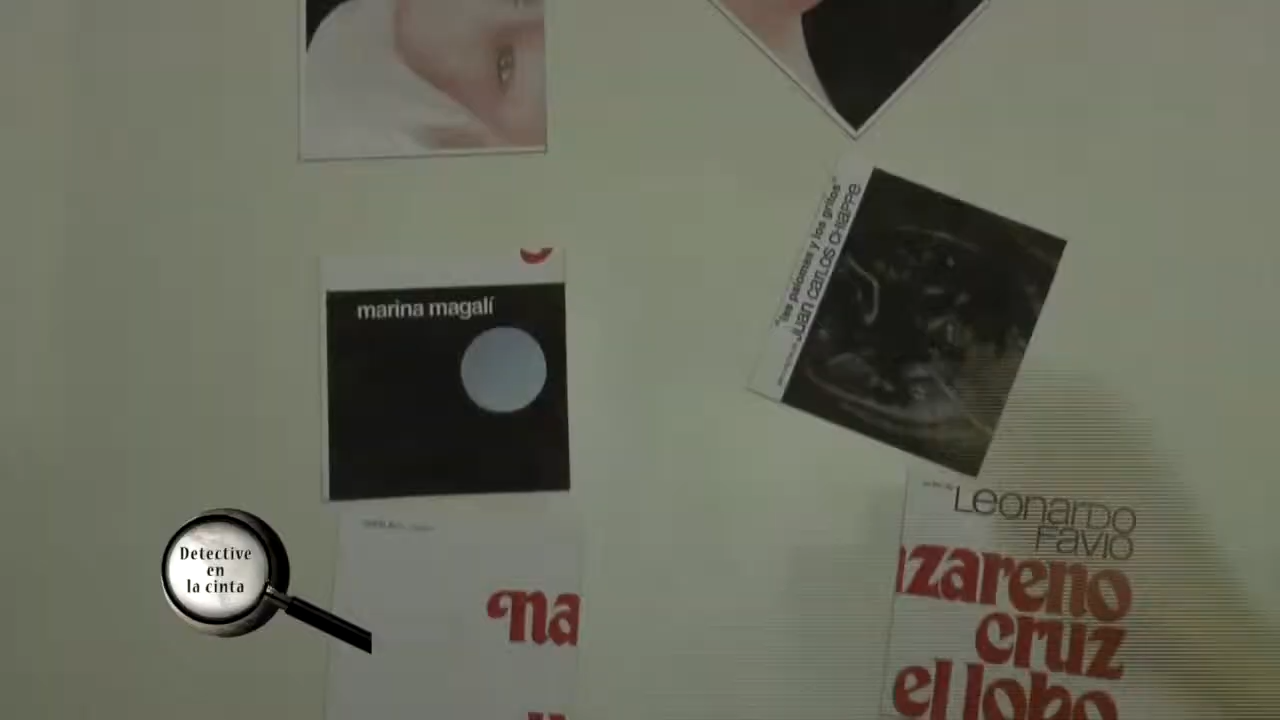 marina magalí
"las palomas y los gritos"
Juan Carlos Chiappe
Detective
en
la cinta
na
Leonardo
Favio
azareno
cruz
el lobo